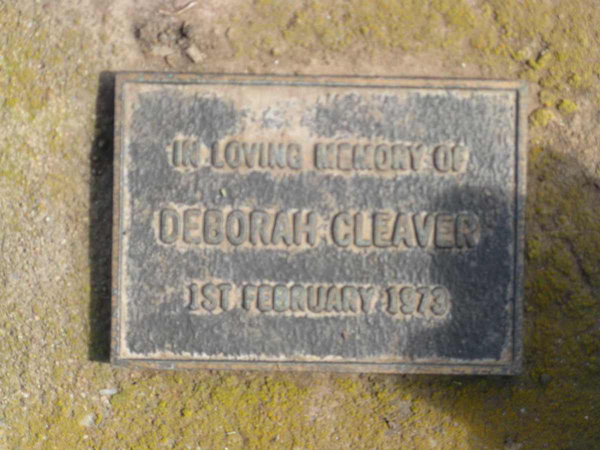 IN LOVING MEMORY OF
DEBORAH CLEAVER
1ST FEBRUARY 1973